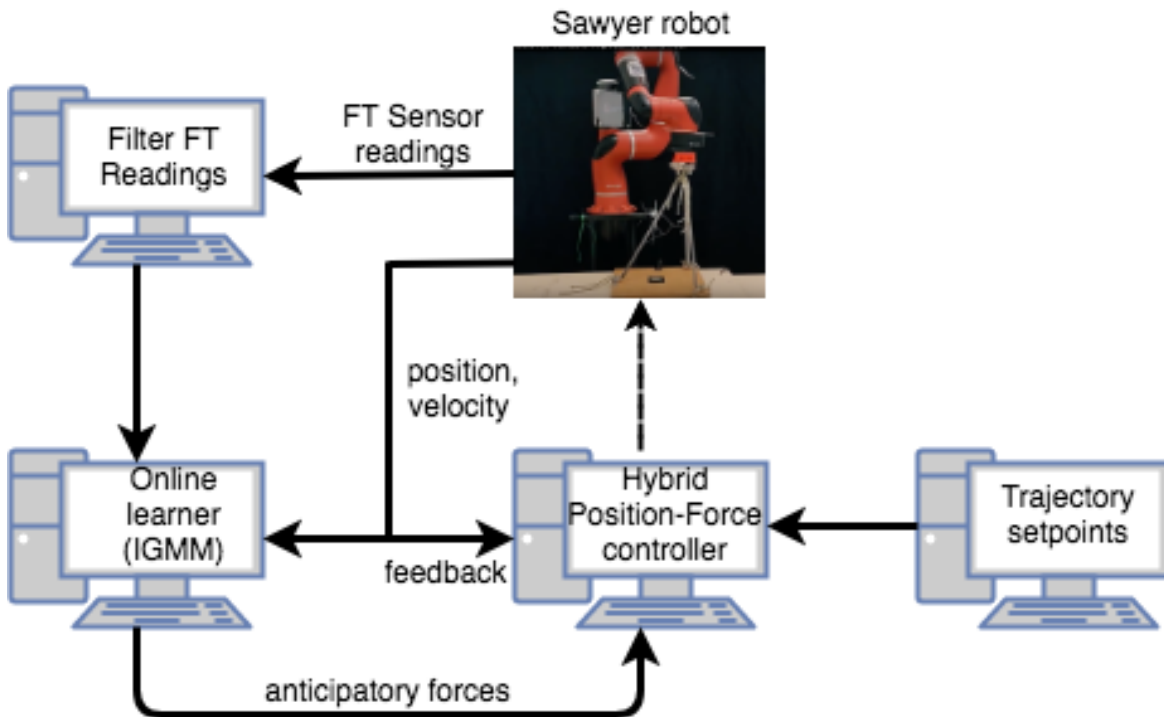 Sawyer robot
FT Sensor
readings
Filter FT
Readings
position,
velocity
Online
learner
(IGMM)
feedback
Hybrid
Position-Force
controller
Trajectory
setpoints
anticipatory forces